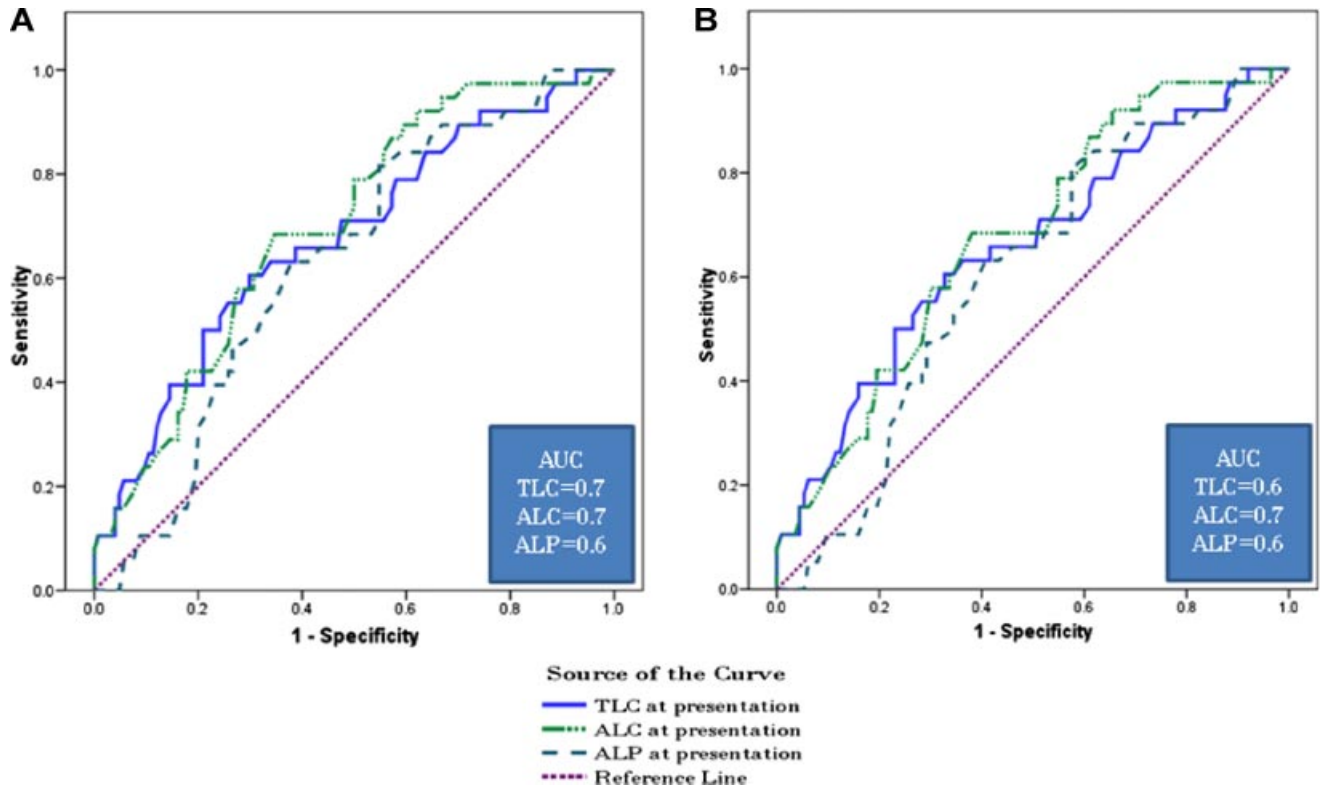 A
1.0
0.8
0.6
0.4
0.2
0.0
Sensitivity
0.0 0.2 0.4 0.6 0.8 1.0
1 - Specificity
AUC
TLC=0.7
ALC=0.7
ALP=0.6
B
1.0
0.8
0.6
0.4
0.2
0.0
Sensitivity
0.0 0.2 0.4 0.6 0.8 1.0
1 - Specificity
AUC
TLC=0.6
ALC=0.7
ALP=0.6
Source of the Curve
TLC at presentation
ALC at presentation
ALP at presentation
Reference Line